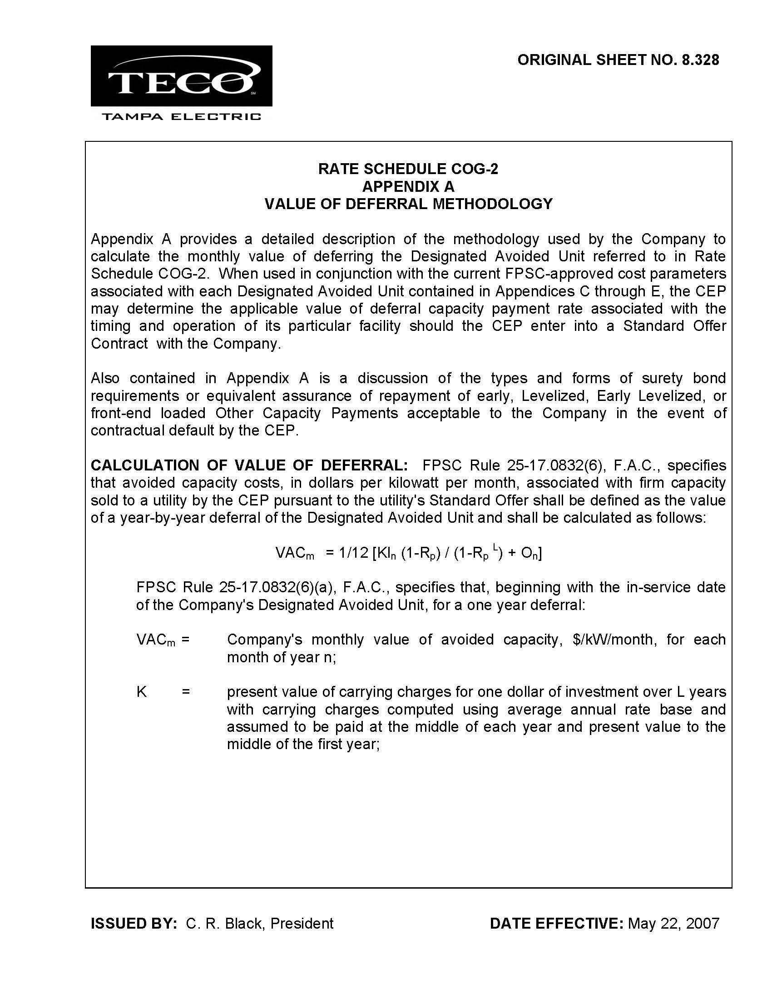 TECO
SM
TAMPA ELECTRIC
ORIGINAL SHEET NO. 8.328
RATE SCHEDULE COG-2
APPENDIX A
VALUE OF DEFERRAL METHODOLOGY
Appendix A provides a detailed description of the methodology used by the Company to
calculate the monthly value of deferring the Designated Avoided Unit referred to in Rate
Schedule COG-2. When used in conjunction with the current FPSC-approved cost parameters
associated with each Designated Avoided Unit contained in Appendices C through E, the CEP
may determine the applicable value of deferral capacity payment rate associated with the
timing and operation of its particular facility should the CEP enter into a Standard Offer
Contract with the Company.
Also contained in Appendix A is a discussion of the types and forms of surety bond
requirements or equivalent assurance of repayment of early, Levelized, Early Levelized, or
front-end loaded Other Capacity Payments acceptable to the Company in the event of
contractual default by the CEP.
CALCULATION OF VALUE OF DEFERRAL: FPSC Rule 25-17.0832(6), F.A.C., specifies
that avoided capacity costs, in dollars per kilowatt per month, associated with firm capacity
sold to a utility by the CEP pursuant to the utility's Standard Offer shall be defined as the value
of a year-by-year deferral of the Designated Avoided Unit and shall be calculated as follows:
VACm = 1/12 [KIn (1-Rp) / (1-Rp L) + On]
FPSC Rule 25-17.0832(6)(a), F.A.C., specifies that, beginning with the in-service date
of the Company's Designated Avoided Unit, for a one year deferral:
VACm = Company's monthly value of avoided capacity, $/kW/month, for each
month of year n;
K = present value of carrying charges for one dollar of investment over L years
with carrying charges computed using average annual rate base and
assumed to be paid at the middle of each year and present value to the
middle of the first year;
ISSUED BY: C. R. Black, President
DATE EFFECTIVE: May 22, 2007